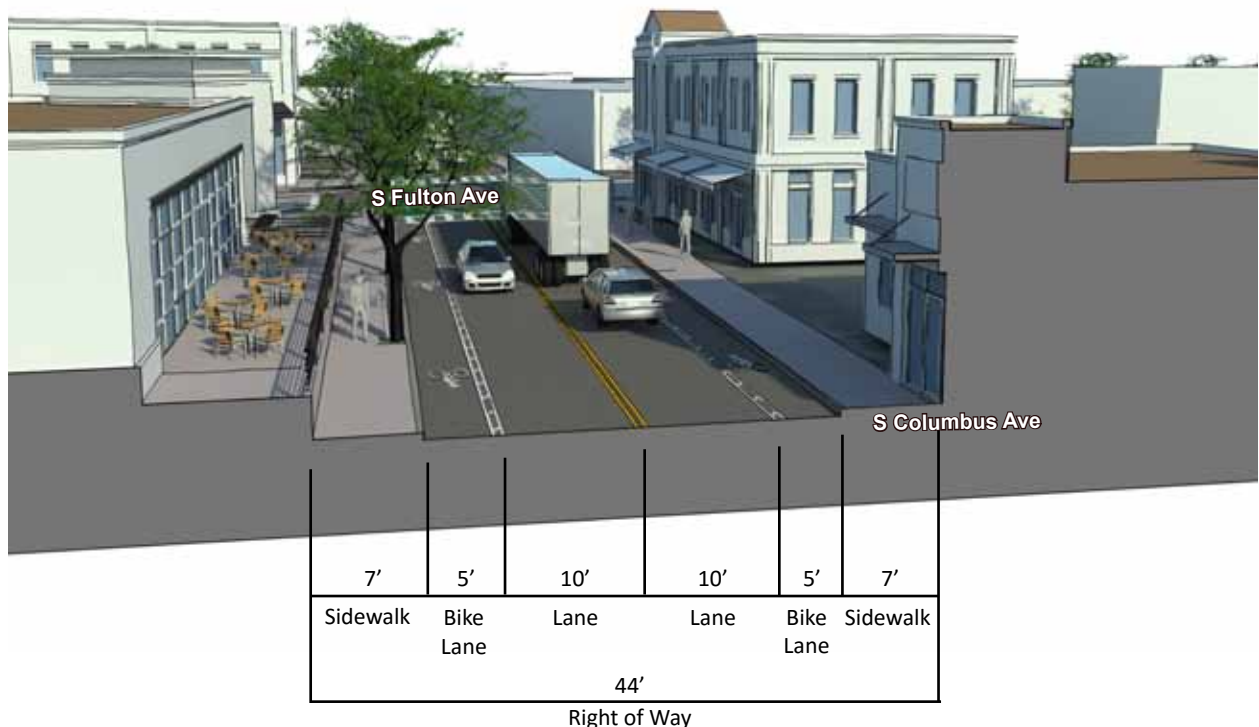 S Fulton Ave
S Columbus Ave
7’ 5’ 10’ 10’ 5’ 7’
Sidewalk Bike Lane Lane Bike Sidewalk
Lane Lane
44’
Right of Way